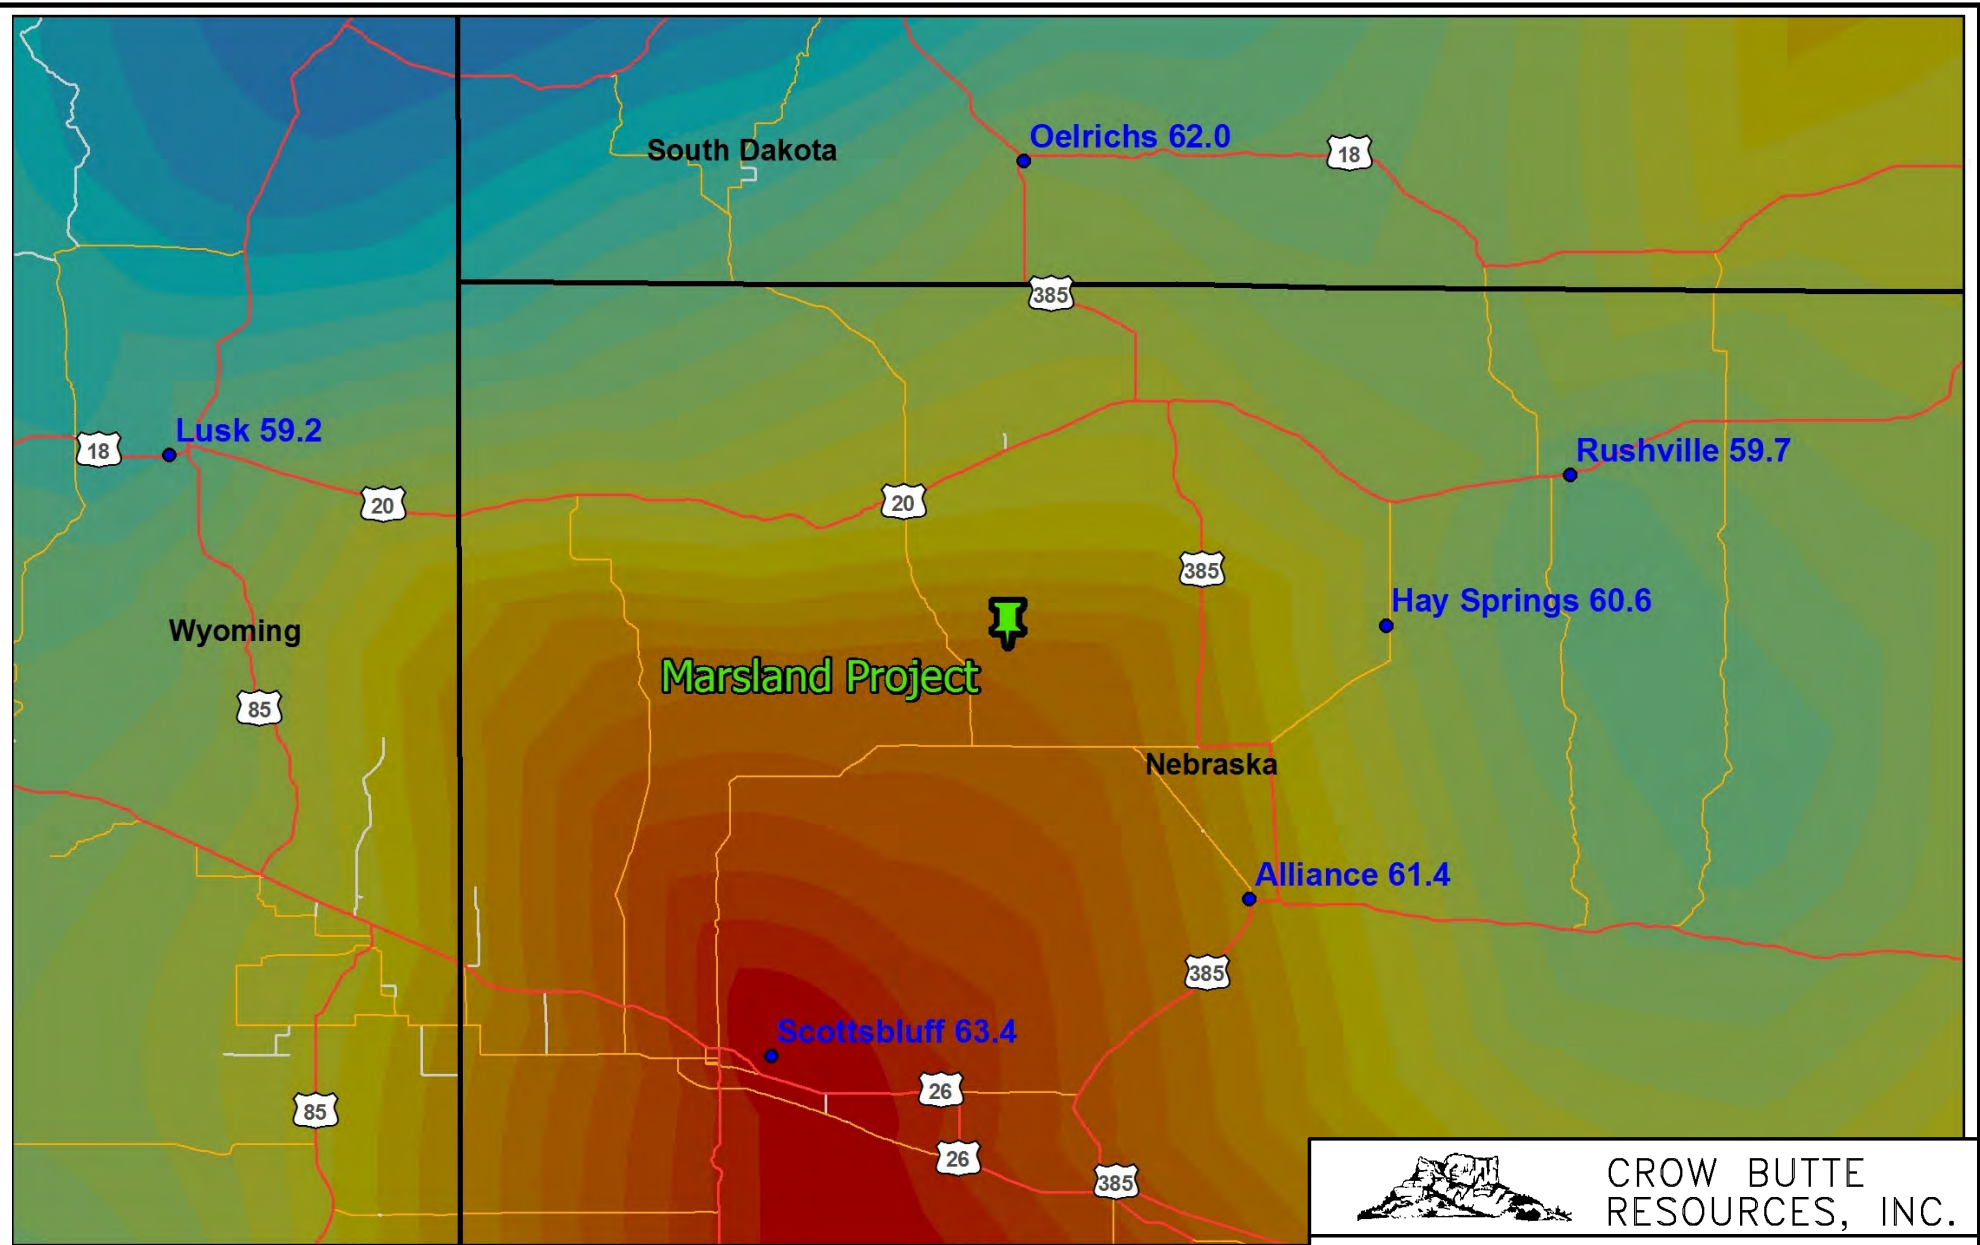 Oelrichs 62.0
South Dakota
18
385
Lusk 59.2
18
20
20
Rushville 59.7
385
Hay Springs 60.6
Wyoming
Marsland Project
85
Nebraska
Alliance 61.4
385
Scottsbluff 63.4
26
85
26
385
CROW BUTTE
RESOURCES, INC.